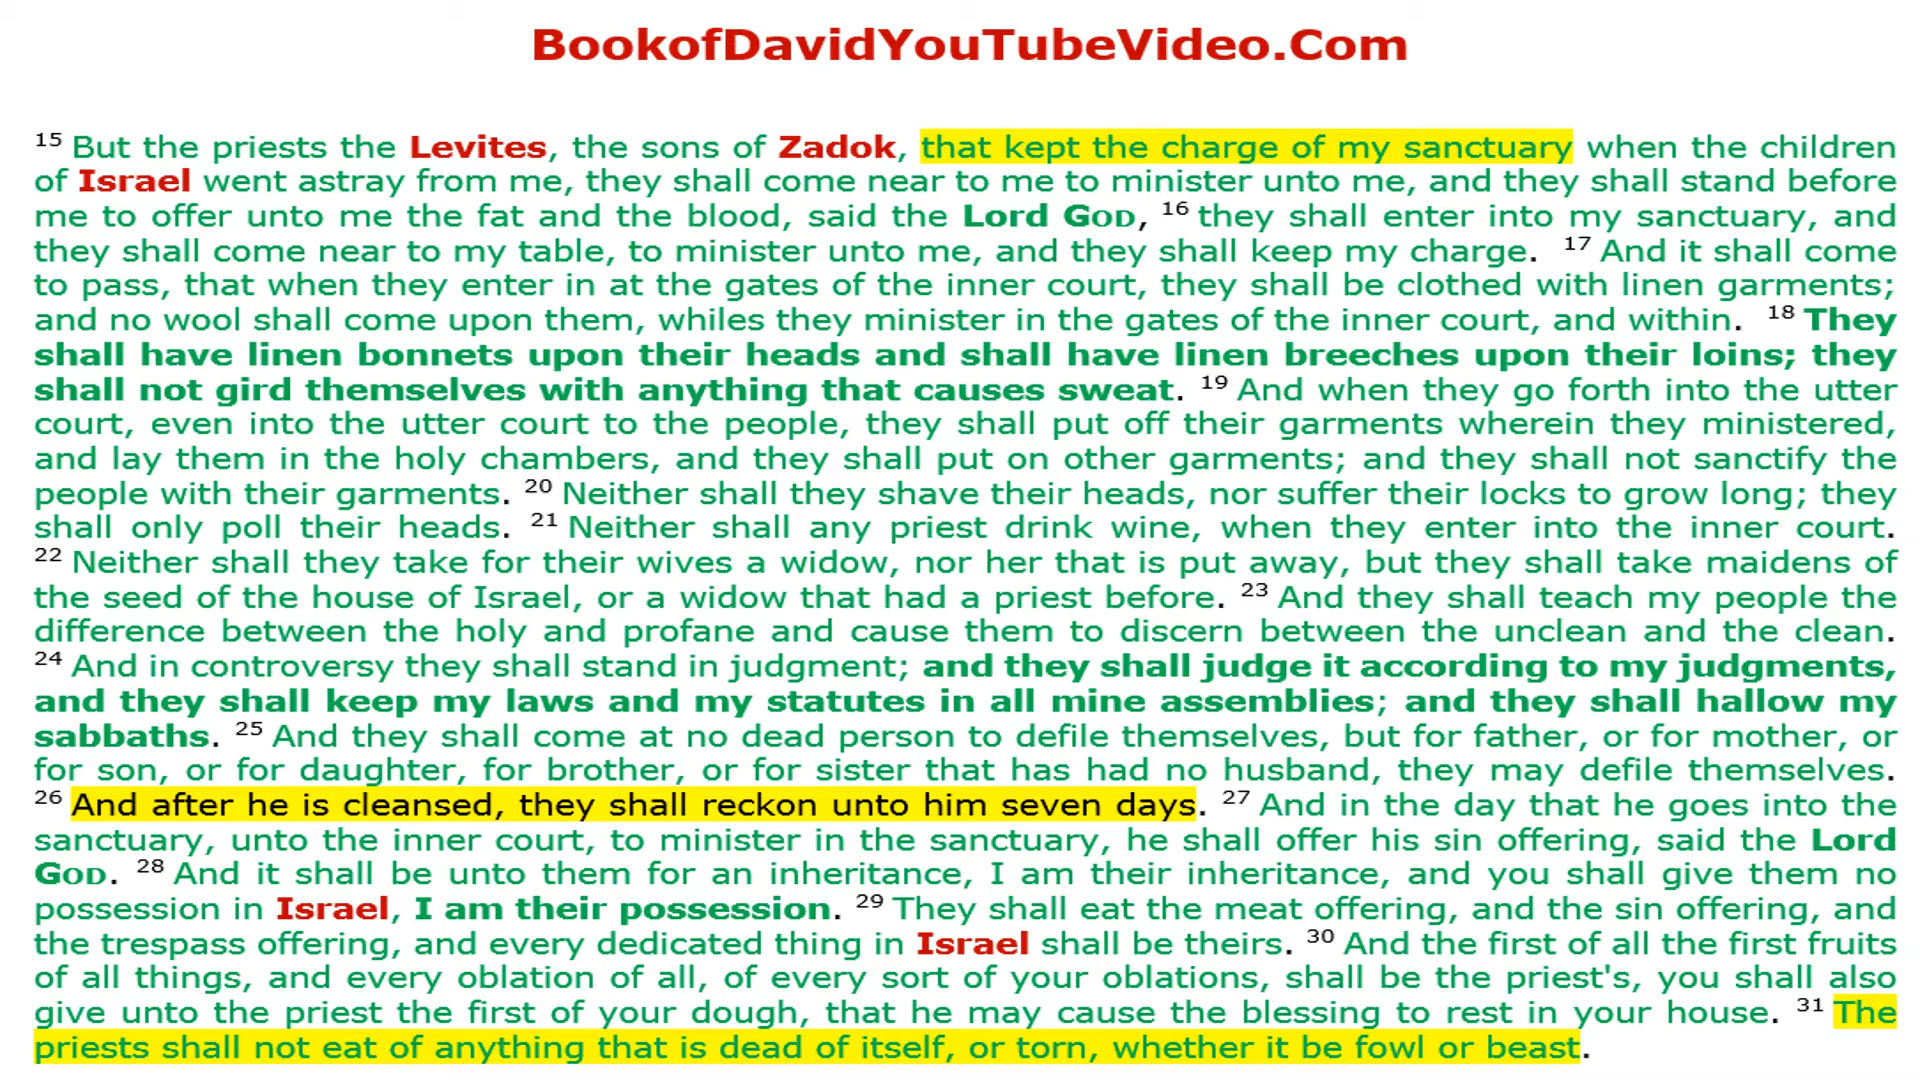 BookofDavidYouTubeVideo.Com
15 But the priests the Levites, the sons of Zadok, that kept the charge of my sanctuary when the children
of Israel went astray from me, they shall come near to me to minister unto me, and they shall stand before
me to offer unto me the fat and the blood, said the Lord GOD, 16 they shall enter into my sanctuary, and
they shall come near to my table, to minister unto me, and they shall keep my charge. 17 And it shall come
to pass, that when they enter in at the gates of the inner court, they shall be clothed with linen garments;
and no wool shall come upon them, whiles they minister in the gates of the inner court, and within. 18 They
shall have linen bonnets upon their heads and shall have linen breeches upon their loins; they
shall not gird themselves with anything that causes sweat. 19 And when they go forth into the utter
court, even into the utter court to the people, they shall put off their garments wherein they ministered,
and lay them in the holy chambers, and they shall put on other garments; and they shall not sanctify the
people with their garments. 20 Neither shall they shave their heads, nor suffer their locks to grow long; they
shall only poll their heads. 21 Neither shall any priest drink wine, when they enter into the inner court.
22 Neither shall they take for their wives a widow, nor her that is put away, but they shall take maidens of
the seed of the house of Israel, or a widow that had a priest before. 23 And they shall teach my people the
difference between the holy and profane and cause them to discern between the unclean and the clean.
24 And in controversy they shall stand in judgment; and they shall judge it according to my judgments,
and they shall keep my laws and my statutes in all mine assemblies; and they shall hallow my
sabbaths. 25 And they shall come at no dead person to defile themselves, but for father, or for mother, or
for son, or for daughter, for brother, or for sister that has had no husband, they may defile themselves.
26 And after he is cleansed, they shall reckon unto him seven days. 27 And in the day that he goes into the
sanctuary, unto the inner court, to minister in the sanctuary, he shall offer his sin offering, said the Lord
GOD. 28 And it shall be unto them for an inheritance, I am their inheritance, and you shall give them no
possession in Israel, I am their possession. 29 They shall eat the meat offering, and the sin offering, and
the trespass offering, and every dedicated thing in Israel shall be theirs. 30 And the first of all the first fruits
of all things, and every oblation of all, of every sort of your oblations, shall be the priest's, you shall also
give unto the priest the first of your dough, that he may cause the blessing to rest in your house. 31 The
priests shall not eat of anything that is dead of itself, or torn, whether it be fowl or beast.